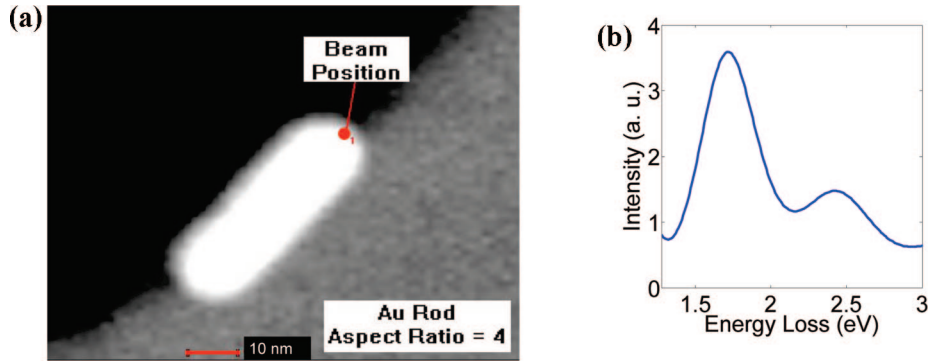 (a)
Beam
Position
1
Au Rod
Aspect Ratio = 4
10 nm
(b)
Intensity (a. u.)
4
3
2
1
0
1.5 2 2.5 3
Energy Loss (eV)